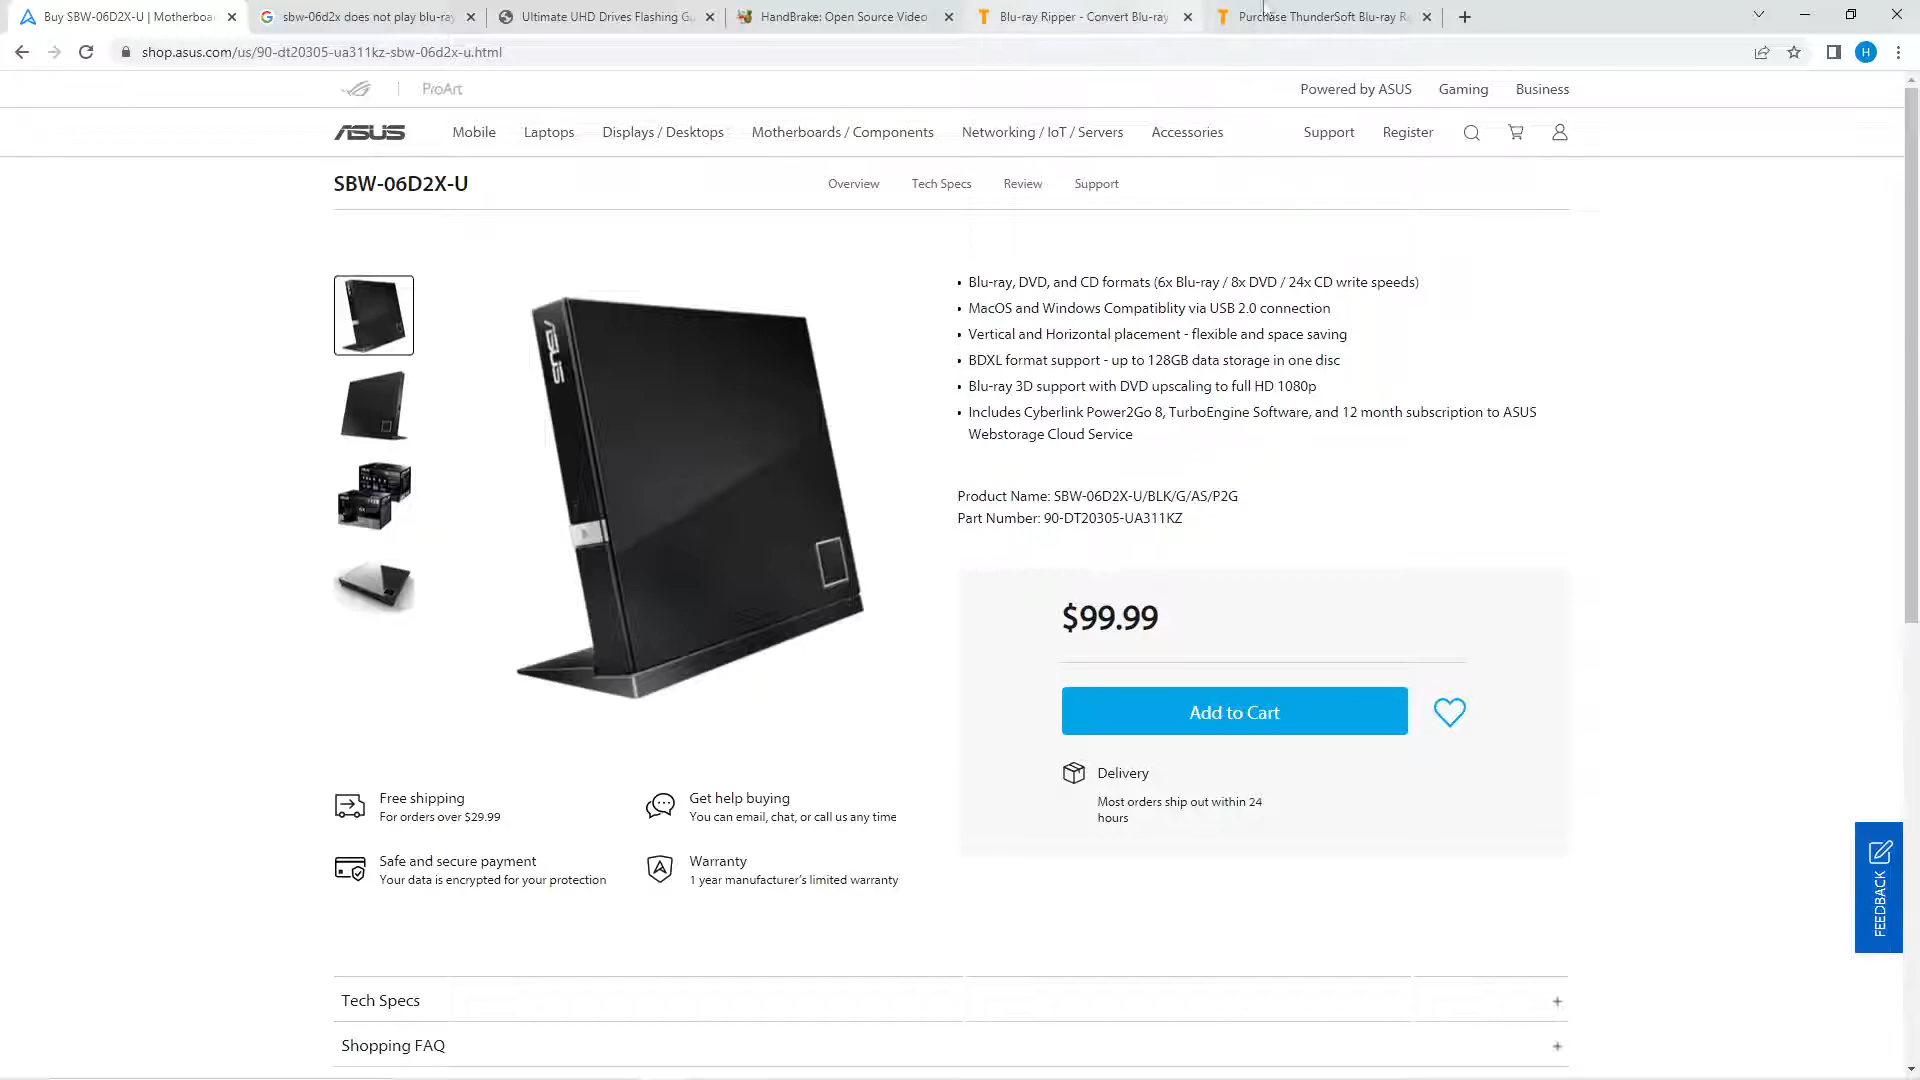 Buy SBW-06D2X-U | Motherboa
sbw-06d2x does not play blu-ray
Ultimate UHD Drives Flashing Gu
HandBrake: Open Source Video
Blu-ray Ripper - Convert Blu-ray
Purchase ThunderSoft Blu-ray R
shop.asus.com/us/90-dt20305-ua311kz-sbw-06d2x-u.html
H
ProArt
Powered by ASUS
Gaming
Business
ASUS
Mobile
Laptops
Displays / Desktops
Motherboards / Components
Networking / IoT / Servers
Accessories
Support
Register
SBW-06D2X-U
Overview
Tech Specs
Review
Support
• Blu-ray, DVD, and CD formats (6x Blu-ray / 8x DVD / 24x CD write speeds)
• MacOS and Windows Compatiblity via USB 2.0 connection
• Vertical and Horizontal placement - flexible and space saving
• BDXL format support - up to 128GB data storage in one disc
• Blu-ray 3D support with DVD upscaling to full HD 1080p
• Includes Cyberlink Power2Go 8, TurboEngine Software, and 12 month subscription to ASUS
Webstorage Cloud Service
Product Name: SBW-06D2X-U/BLK/G/AS/P2G
Part Number: 90-DT20305-UA311KZ
ASUS
$99.99
Add to Cart
Delivery
Most orders ship out within 24
hours
Free shipping
For orders over $29.99
Get help buying
You can email, chat, or call us any time
Safe and secure payment
Your data is encrypted for your protection
Warranty
1 year manufacturer's limited warranty
FEEDBACK
Tech Specs
Shopping FAQ